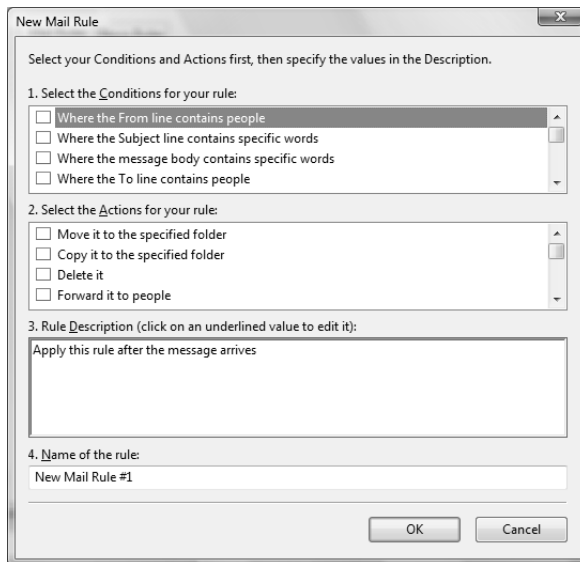 New Mail Rule
Select your Conditions and Actions first, then specify the values in the Description.
1. Select the Conditions for your rule:
Where the From line contains people
Where the Subject line contains specific words
Where the message body contains specific words
Where the To line contains people
2. Select the Actions for your rule:
Move it to the specified folder
Copy it to the specified folder
Delete it
Forward it to people
3. Rule Description (click on an underlined value to edit it):
Apply this rule after the message arrives
4. Name of the rule:
New Mail Rule #1
OK Cancel